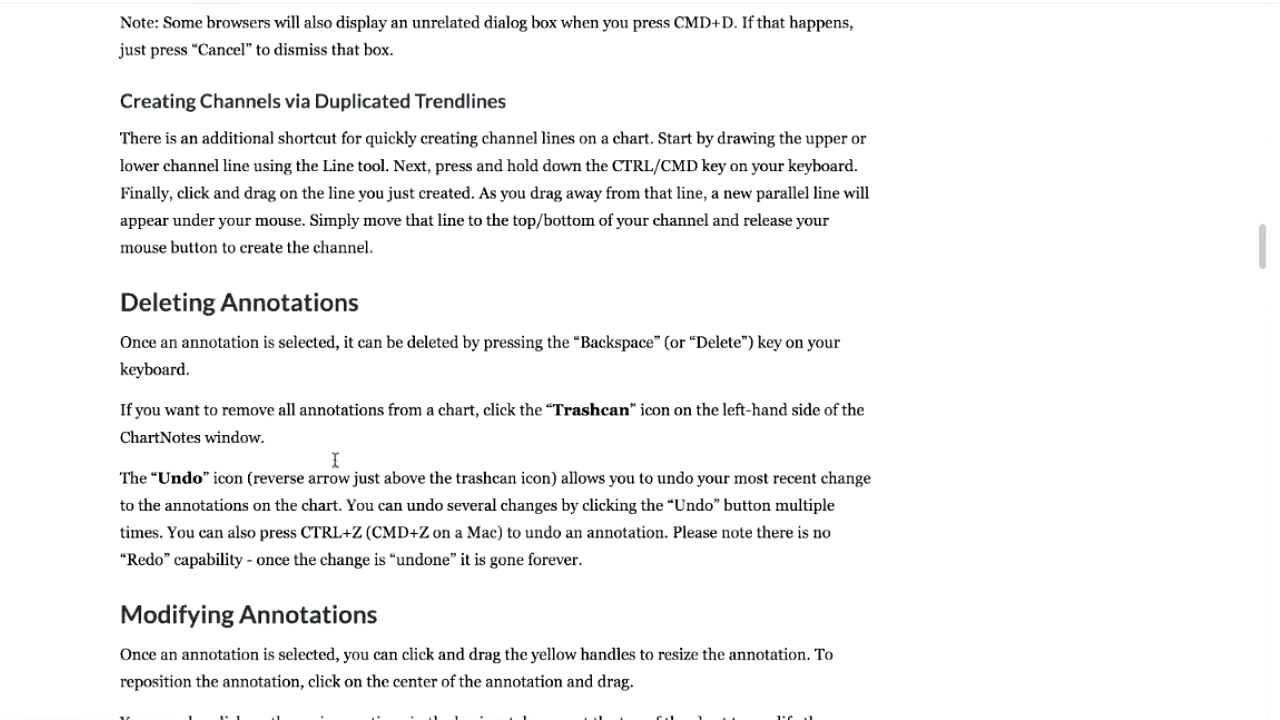 Note: Some browsers will also display an unrelated dialog box when you press CMD+D. If that happens,
just press “Cancel” to dismiss that box.
Creating Channels via Duplicated Trendlines
There is an additional shortcut for quickly creating channel lines on a chart. Start by drawing the upper or
lower channel line using the Line tool. Next, press and hold down the CTRL/CMD key on your keyboard.
Finally, click and drag on the line you just created. As you drag away from that line, a new parallel line will
appear under your mouse. Simply move that line to the top/bottom of your channel and release your
mouse button to create the channel.
Deleting Annotations
Once an annotation is selected, it can be deleted by pressing the “Backspace” (or “Delete”) key on your
keyboard.
If you want to remove all annotations from a chart, click the “Trashcan” icon on the left-hand side of the
ChartNotes window.
The “Undo” icon (reverse arrow just above the trashcan icon) allows you to undo your most recent change
to the annotations on the chart. You can undo several changes by clicking the “Undo” button multiple
times. You can also press CTRL+Z (CMD+Z on a Mac) to undo an annotation. Please note there is no
“Redo” capability - once the change is “undone” it is gone forever.
Modifying Annotations
Once an annotation is selected, you can click and drag the yellow handles to resize the annotation. To
reposition the annotation, click on the center of the annotation and drag.